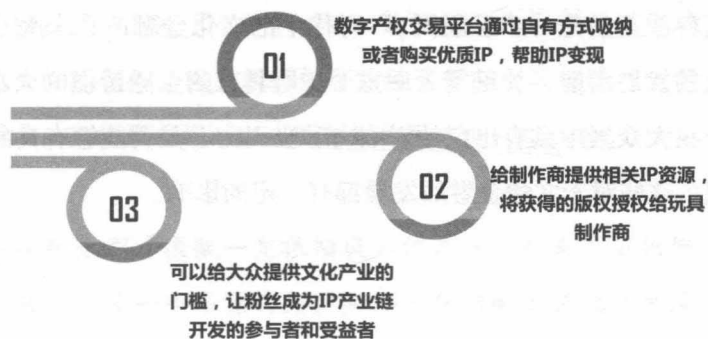 01
数字产权交易平台通过自有方式吸纳
或者购买优质IP，帮助IP变现
02
给制作商提供相关IP资源，
将获得的版权授权给玩具
制作商
03
可以给大众提供文化产业的
门槛，让粉丝成为IP产业链
开发的参与者和受益者